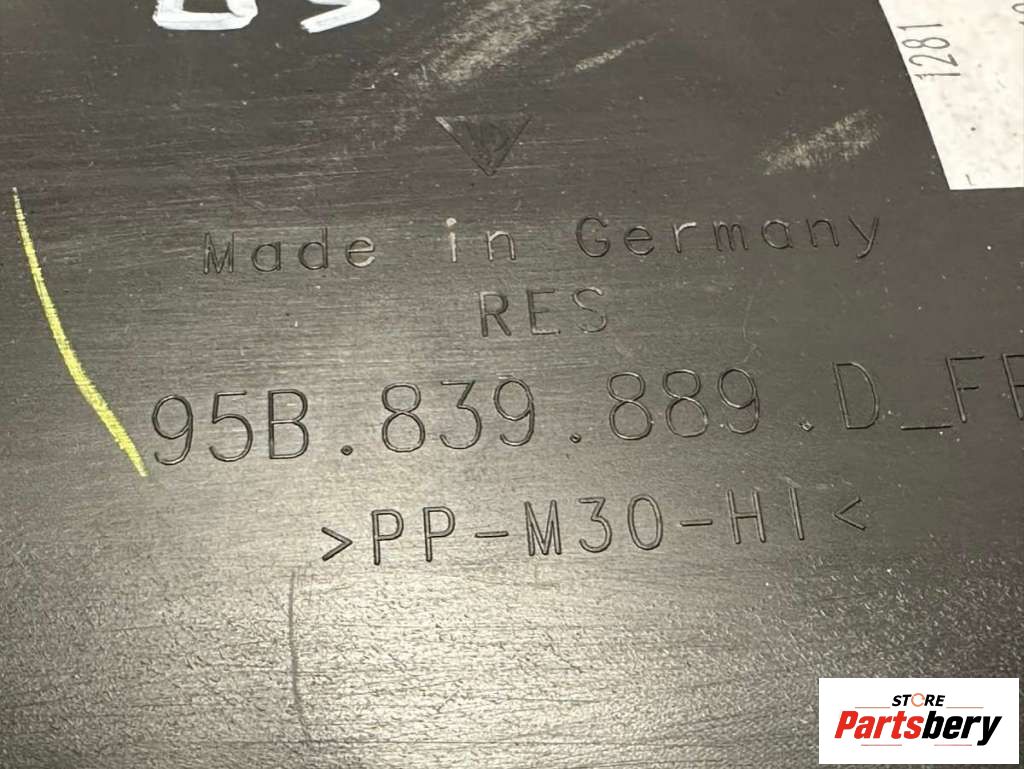 1281
Made in Germany
RES
95B.839.889.D_F
>PP-M30-HI<
STORE
Partsbery